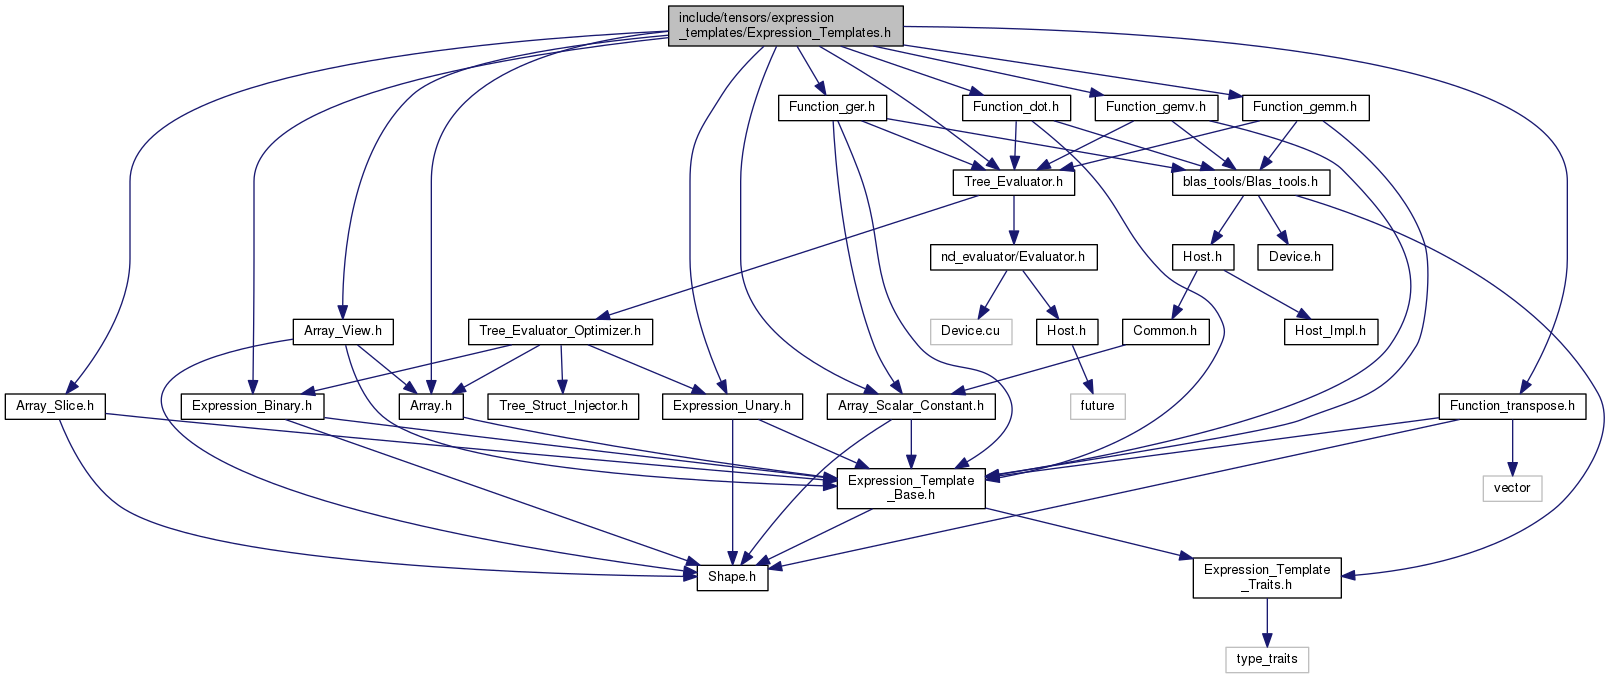 include/tensors/expression
_templates/Expression_Templates.h
Function_ger.h
Function_dot.h
Function_gemv.h
Function_gemm.h
Tree_Evaluator.h
blas_tools/Blas_tools.h
nd_evaluator/Evaluator.h
Host.h
Device.h
Array_View.h
Tree_Evaluator_Optimizer.h
Device.cu
Host.h
Common.h
Host_Impl.h
Array_Slice.h
Expression_Binary.h
Array.h
Tree_Struct_Injector.h
Expression_Unary.h
Array_Scalar_Constant.h
future
Function_transpose.h
Expression_Template
_Base.h
vector
Shape.h
Expression_Template
_Traits.h
type_traits